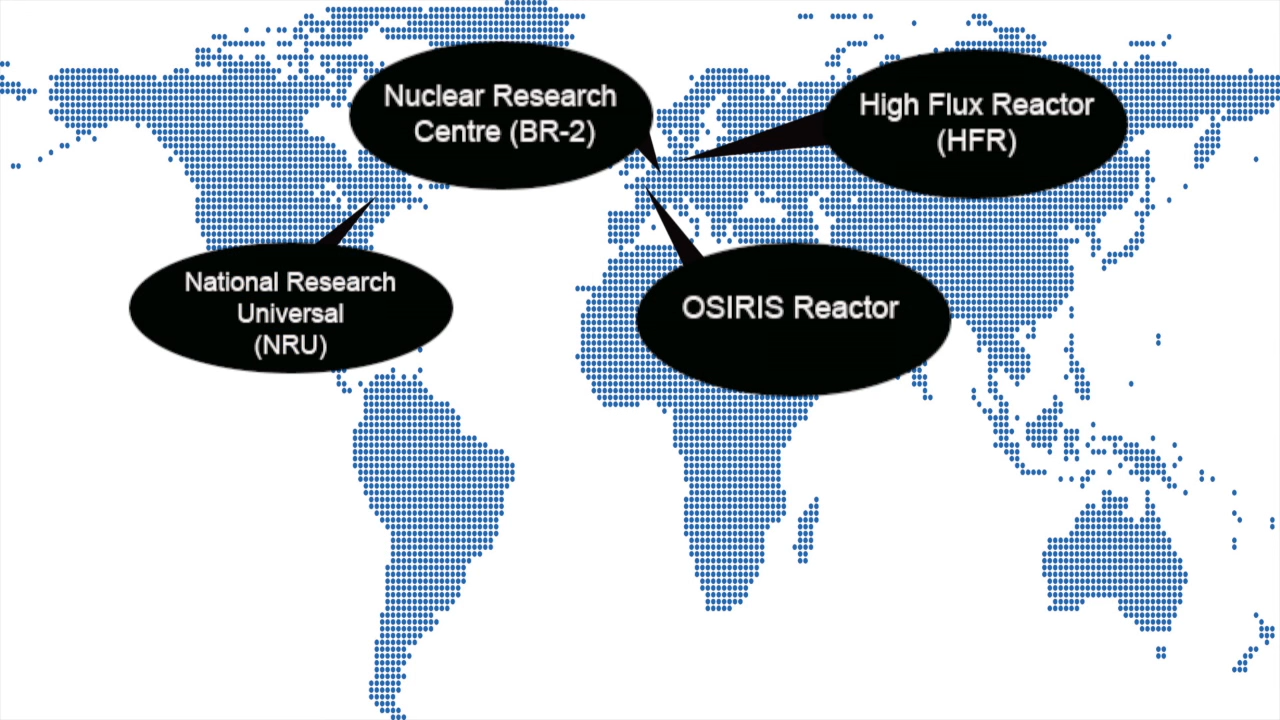 Nuclear Research
Centre (BR-2)
High Flux Reactor
(HFR)
National Research
Universal
(NRU)
OSIRIS Reactor